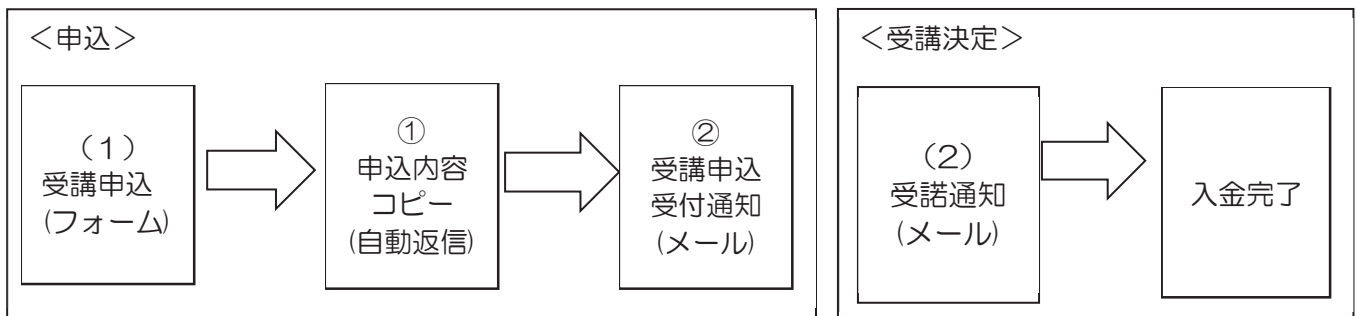 ＜申込＞
（１）
受講申込
(フォーム)
①
申込内容
コピー
(自動返信)
②
受講申込
受付通知
(メール)
＜受講決定＞
（2）
受諾通知
(メール)
入金完了